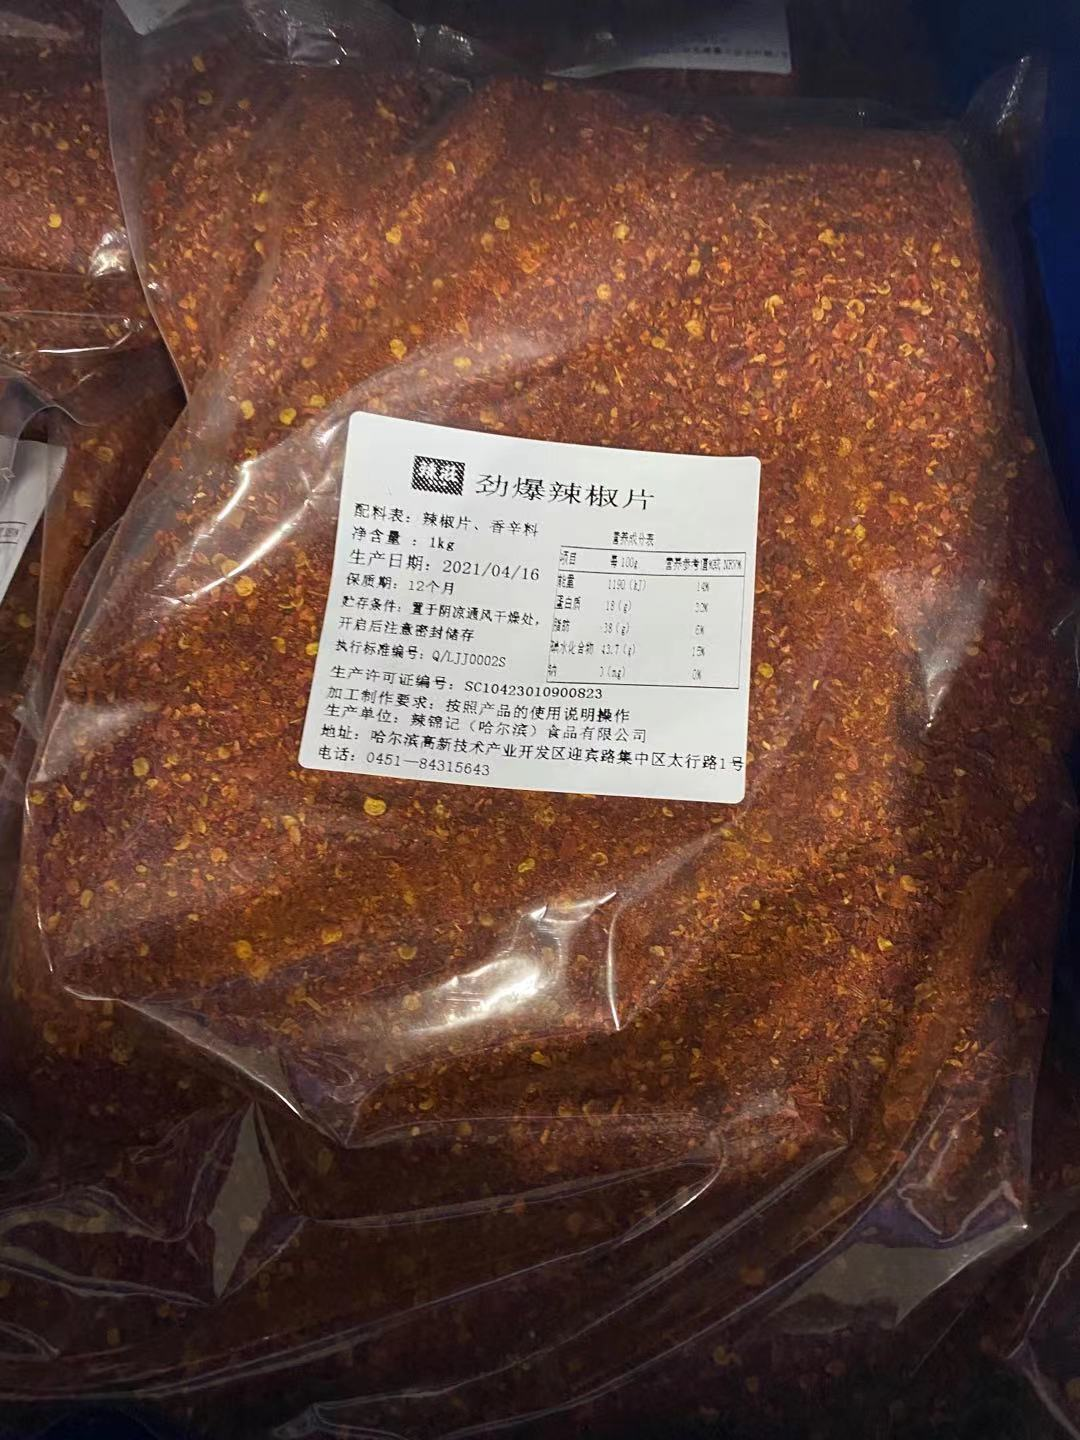 辣莊 劲爆辣椒片
配料表：辣椒片、香辛料
净含量：1kg
生产日期：2021/04/16
保质期：12个月
贮存条件：置于阴凉通风干燥处，
开启后注意密封储存
执行标准编号：Q/LJJ0002S
生产许可证编号：SC10423010900823
加工制作要求：按照产品的使用说明操作
生产单位：辣锦记（哈尔滨）食品有限公司
地址：哈尔滨高新技术产业开发区迎宾路集中区太行路1号
电话：0451—84315643
营养成分表
项目 每100g 营养参考值%或NRV%
能量 1190(kJ) 14%
蛋白质 18(g) 30%
脂肪 38(g) 6%
碳水化合物 43.7(g) 15%
钠 3(mg) 0%